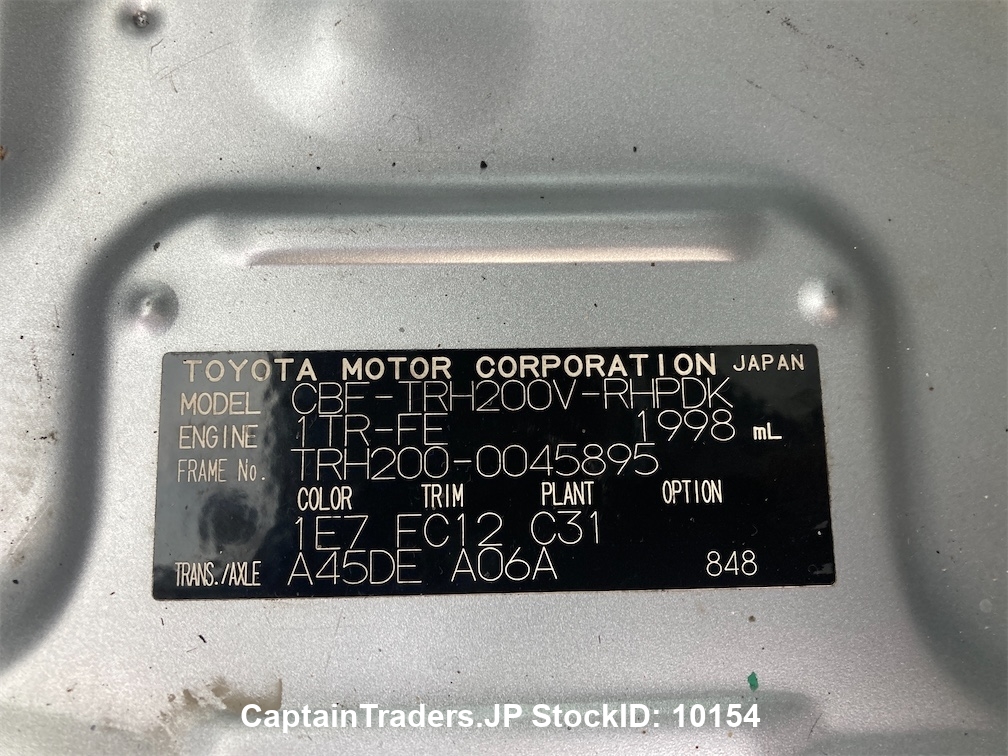 TOYOTA MOTOR CORPORATION JAPAN
MODEL CBF-TRH200V-RHPDK
ENGINE 1TR-FE 1998 mL
FRAME No. TRH200-0045895
COLOR TRIM PLANT OPTION
1E7 FC12 C31
TRANS./AXLE A45DE A06A 848
CaptainTraders.JP StockID: 10154